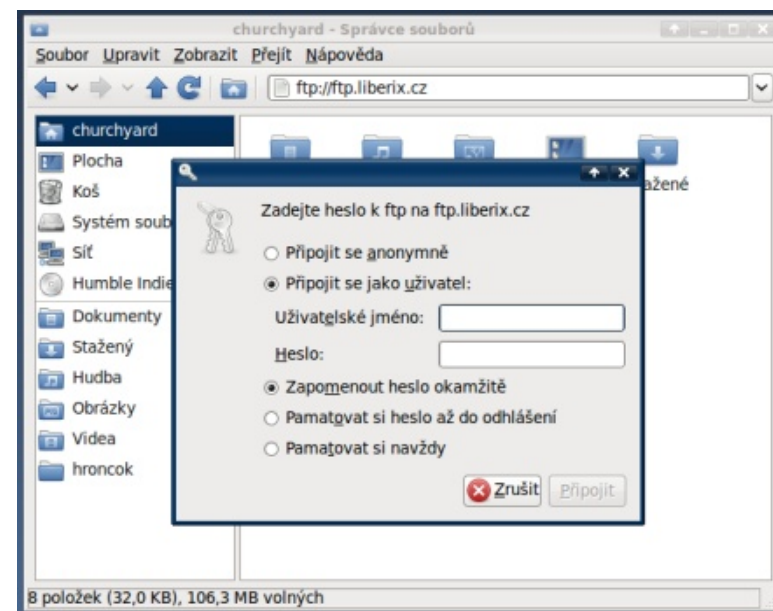 churchyard - Správce souborů
Soubor Upravit Zobrazit Přejít Nápověda
ftp://ftp.liberix.cz
churchyard
Plocha
Koš
Systém soub
Síť
Humble Indie
Dokumenty
Stažený
Hudba
Obrázky
Videa
hroncok
ažené
Zadejte heslo k ftp na ftp.liberix.cz
Připojit se anonymně
Připojit se jako uživatel:
Uživatelské jméno:
Heslo:
Zapomenout heslo okamžitě
Pamatovat si heslo až do odhlášení
Pamatovat si navždy
Zrušit Připojit
8 položek (32,0 KB), 106,3 MB volných